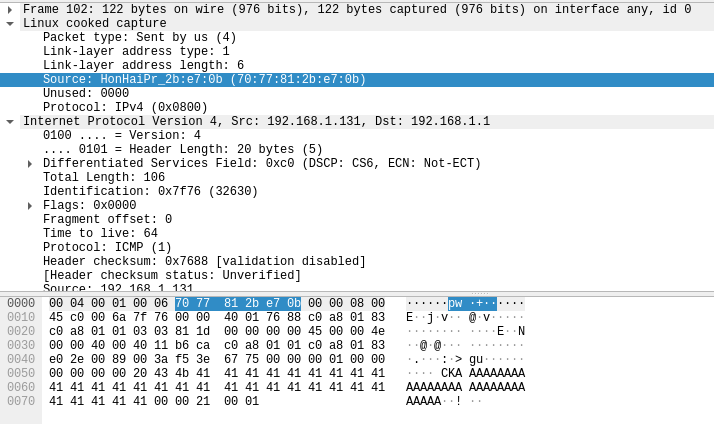 Frame 102: 122 bytes on wire (976 bits), 122 bytes captured (976 bits) on interface any, id 0
Linux cooked capture
Packet type: Sent by us (4)
Link-layer address type: 1
Link-layer address length: 6
Source: HonHaiPr_2b:e7:0b (70:77:81:2b:e7:0b)
Unused: 0000
Protocol: IPv4 (0x0800)
Internet Protocol Version 4, Src: 192.168.1.131, Dst: 192.168.1.1
0100 .... = Version: 4
.... 0101 = Header Length: 20 bytes (5)
Differentiated Services Field: 0xc0 (DSCP: CS6, ECN: Not-ECT)
Total Length: 106
Identification: 0x7f76 (32630)
Flags: 0x0000
Fragment offset: 0
Time to live: 64
Protocol: ICMP (1)
Header checksum: 0x7688 [validation disabled]
[Header checksum status: Unverified]
Source: 192.168.1.131
0000 00 04 00 01 00 06 70 77 81 2b e7 0b 00 00 08 00 ······pw ·+······
0010 45 c0 00 6a 7f 76 00 00 40 01 76 88 c0 a8 01 83 E··j·v·· @·v·····
0020 c0 a8 01 01 03 03 81 1d 00 00 00 00 45 00 00 4e ········ ····E··N
0030 00 00 40 00 40 11 b6 ca c0 a8 01 01 c0 a8 01 83 ··@·@··· ········
0040 e0 2e 00 89 00 3a f5 3e 67 75 00 00 00 01 00 00 ·.···:·> gu······
0050 00 00 00 00 20 43 4b 41 41 41 41 41 41 41 41 41 ···· CKA AAAAAAAA
0060 41 41 41 41 41 41 41 41 41 41 41 41 41 41 41 41 AAAAAAAA AAAAAAAA
0070 41 41 41 41 41 00 00 21 00 01 AAAAA··! ··